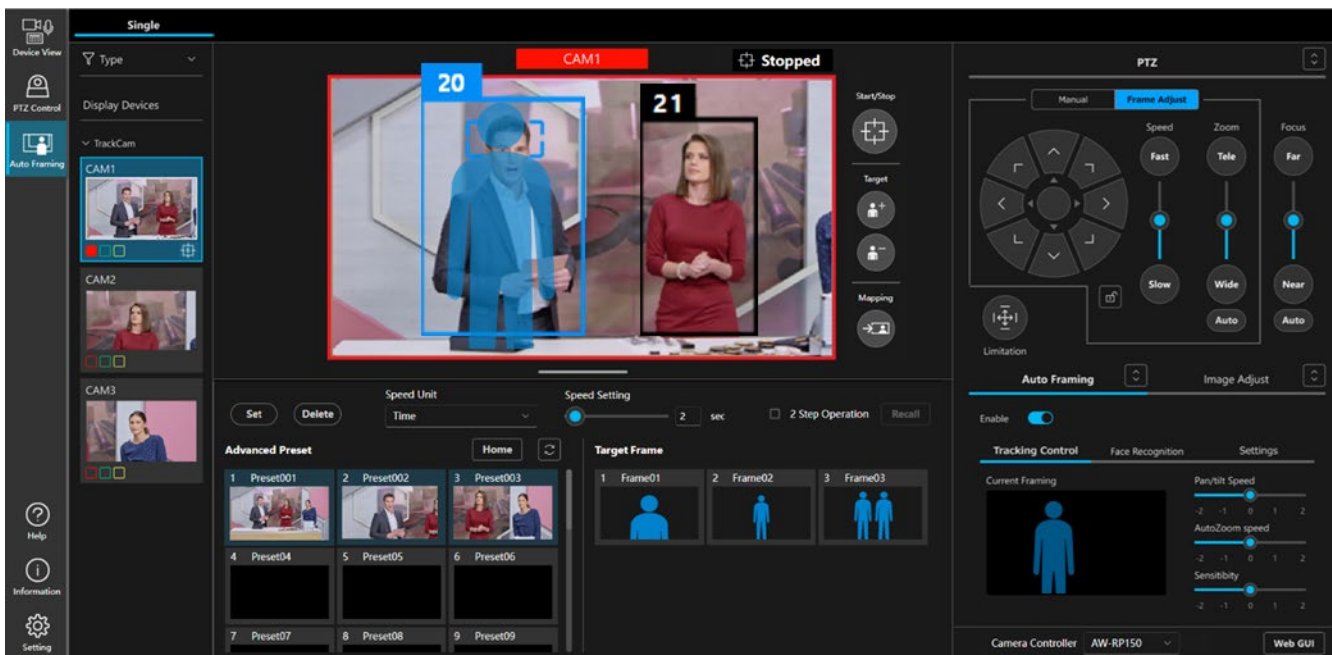 Single
Device View
PTZ Control
Auto Framing
Help
Information
Setting
Type
Display Devices
TrackCam
CAM1
CAM2
CAM3
CAM1
Stopped
20
21
Start/Stop
Target
Mapping
Set
Delete
Speed Unit
Time
Speed Setting
2 sec
2 Step Operation
Recall
Advanced Preset
Home
1 Preset001
2 Preset002
3 Preset003
4 Preset04
5 Preset05
6 Preset06
7 Preset07
8 Preset08
9 Preset09
Target Frame
1 Frame01
2 Frame02
3 Frame03
PTZ
Manual
Frame Adjust
Speed
Zoom
Focus
Fast
Tele
Far
Slow
Wide
Near
Auto
Auto
Limitation
Auto Framing
Image Adjust
Enable
Tracking Control
Face Recognition
Settings
Current Framing
Pan/tilt Speed
-2 -1 0 1 2
AutoZoom speed
-2 -1 0 1 2
Sensitibity
-2 -1 0 1 2
Camera Controller
AW-RP150
Web GUI